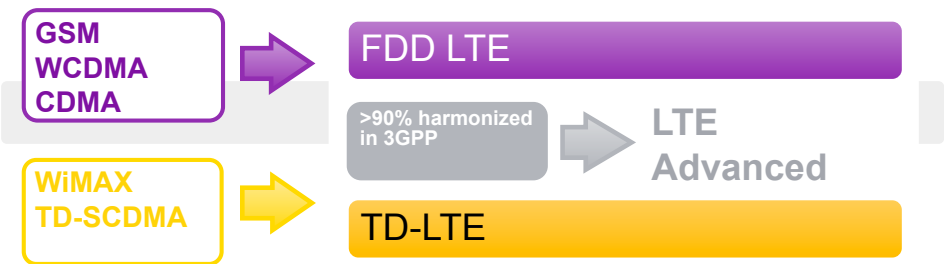 GSM
WCDMA
CDMA
FDD LTE
>90% harmonized
in 3GPP
LTE
Advanced
WiMAX
TD-SCDMA
TD-LTE